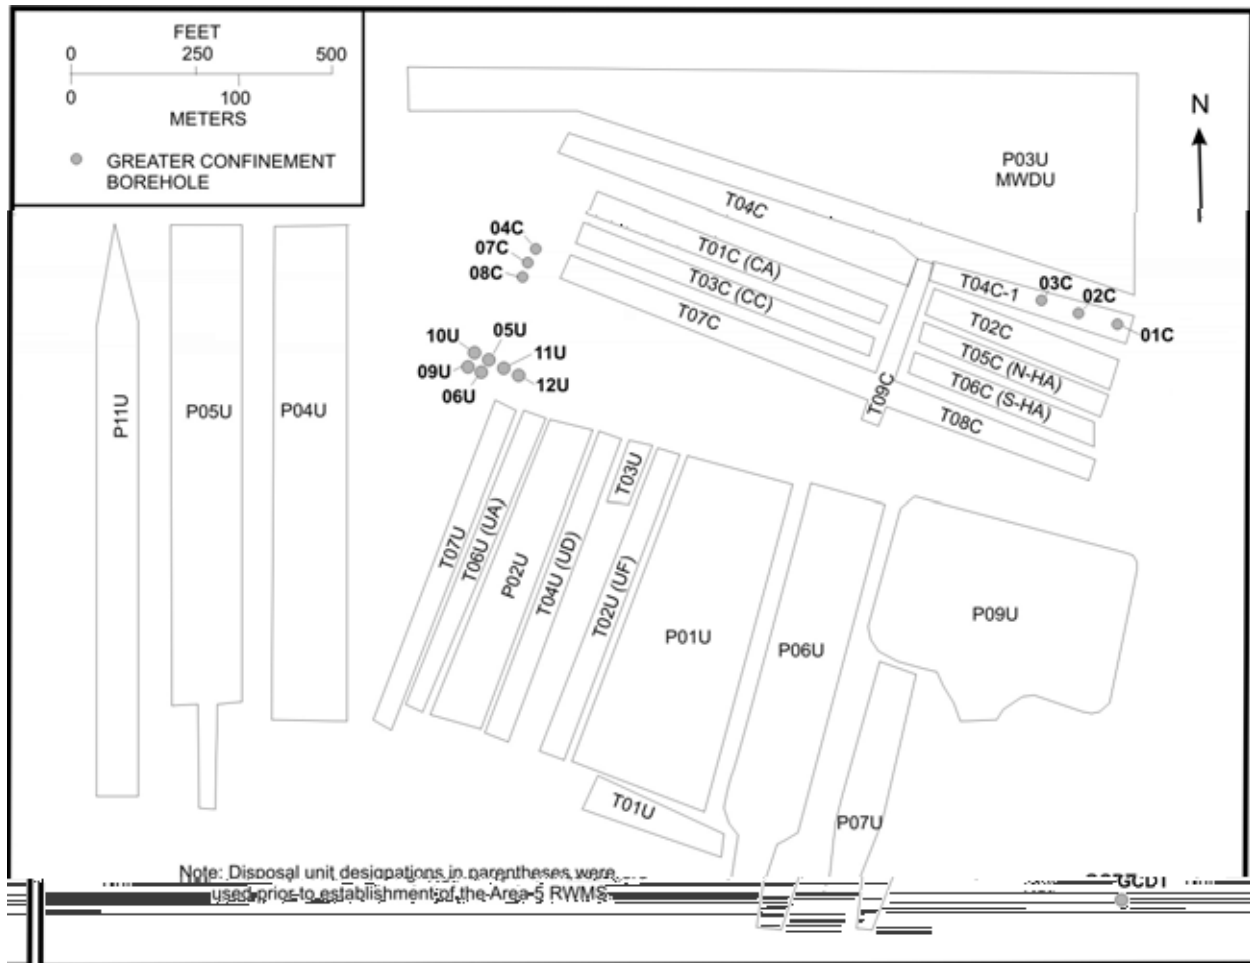 FEET
0 250 500
0 100
METERS
GREATER CONFINEMENT
BOREHOLE
N
P03U
MWDU
T04C
T01C (CA)
T03C (CC)
T07C
04C
07C
08C
03C
02C
01C
T04C-1
T02C
T05C (N-HA)
T06C (S-HA)
T08C
T09C
10U
05U
11U
09U
06U
12U
P11U
P05U
P04U
T07U
T06U (UA)
P02U
T04U (UD)
T03U
T02U (UF)
P01U
P06U
P09U
T01U
P07U
Note: Disposal unit designations in parentheses were
used prior to establishment of the Area 5 RWMS.
GCDT